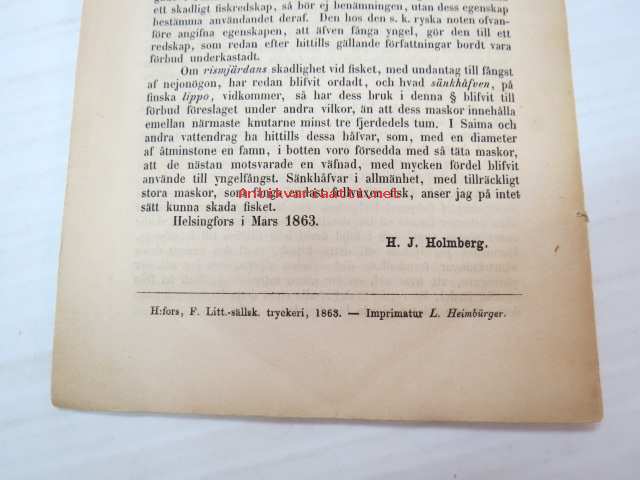 ett skadligt fiskredskap, så bör ej benämningen, utan dess egenskap
bestämma användandet deraf. Den hos den s. k. ryska noten ofvan-
före angifna egenskapen, att äfven fånga yngel, gör den till ett
redskap, som redan efter hittills gällande författningar bordt vara
förbud underkastadt.
Om rismjärdans skadlighet vid fisket, med undantag till fångst
af nejonögon, har redan blifvit ordadt, och hvad sänkhåfven, på
finska lippo, vidkommer, så har dess bruk i denna § blifvit till
förbud föreslaget under andra vilkor, än att dess maskor innehålla
emellan närmaste knutarne minst tre fjerdedels tum. I Saima och
andra vattendrag ha hittills dessa håfvar, som, med en diameter
af åtminstone en famn, i botten voro försedda med så täta maskor,
att de nästan motsvarade en väfnad, med mycken fördel blifvit
använde till yngelfångst. Sänkhåfvar i allmänhet, med tillräckligt
stora maskor, som fisk, anser jag på intet
sätt kunna skada fisket.
Helsingfors i Mars 1863.
H. J. Holmberg.
H:fors, F. Litt.-sällsk. tryckeri, 1863. — Imprimatur L. Heimbürger.